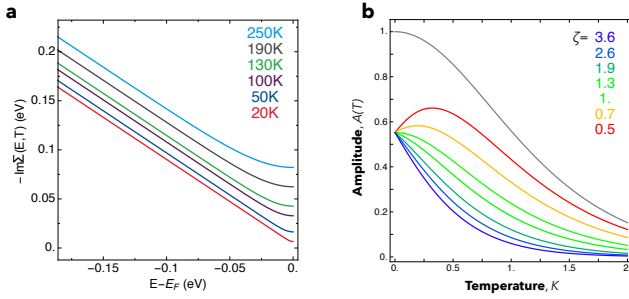 a
b
250K
190K
130K
100K
50K
20K
0.2
0.15
0.1
0.05
0.
−0.15
−0.10
−0.05
0.
− ImΣ(E,T) (eV)
E−E_F (eV)
ζ= 3.6
2.6
1.9
1.3
1.
0.7
0.5
1.
0.8
0.6
0.4
0.2
0
0.
0.5
1.
1.5
2.
Amplitude, A(T)
Temperature, K